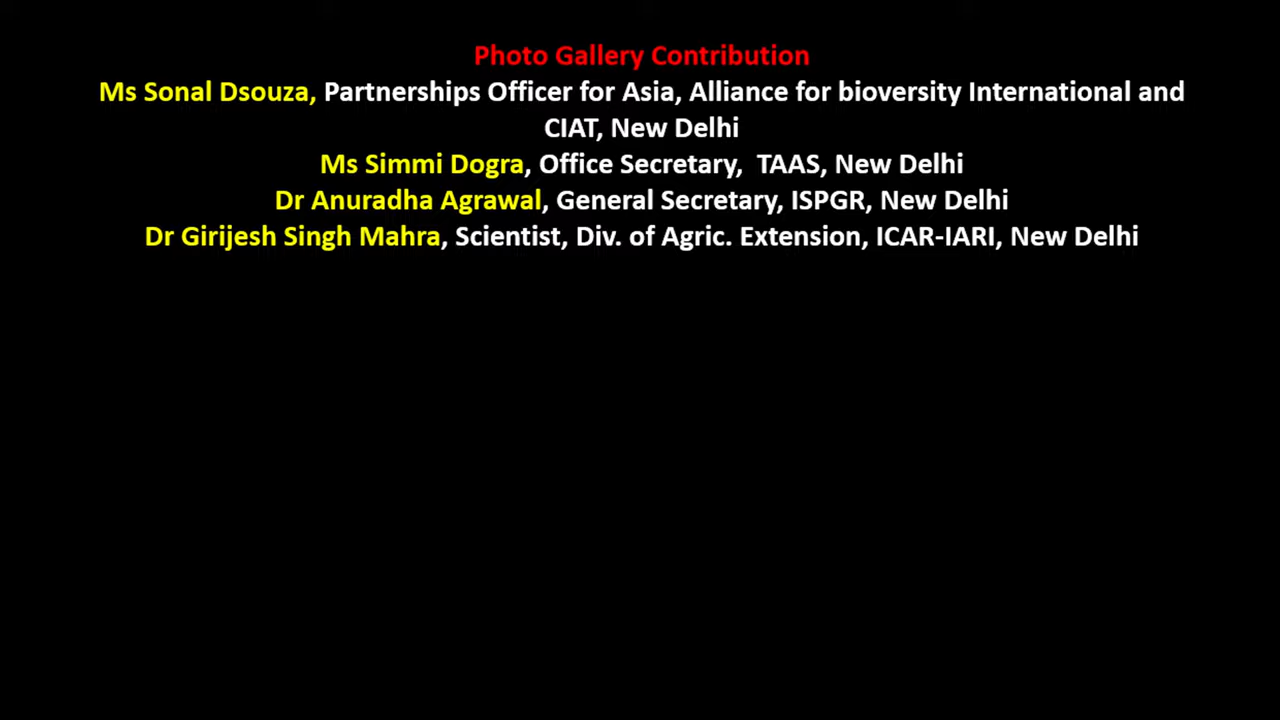 Photo Gallery Contribution
Ms Sonal Dsouza, Partnerships Officer for Asia, Alliance for bioversity International and
CIAT, New Delhi
Ms Simmi Dogra, Office Secretary, TAAS, New Delhi
Dr Anuradha Agrawal, General Secretary, ISPGR, New Delhi
Dr Girijesh Singh Mahra, Scientist, Div. of Agric. Extension, ICAR-IARI, New Delhi